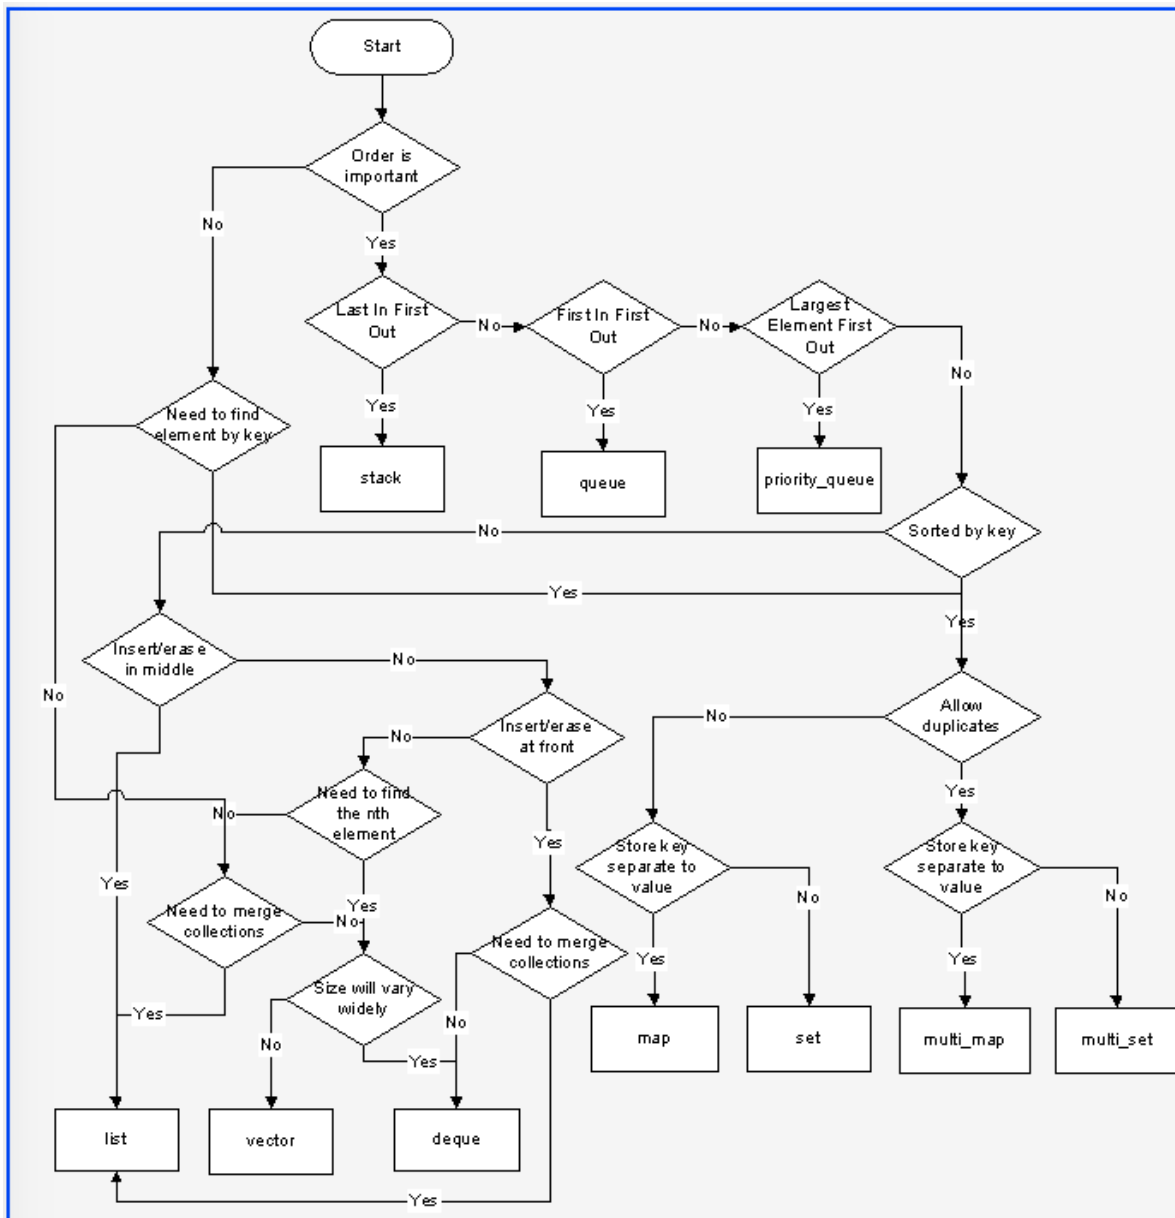 Start
Order is
important
No
Yes
Last In First
Out
No
First In First
Out
No
Largest
Element First
Out
No
Yes
Yes
Yes
Need to find
element by key
stack
queue
priority_queue
No
Sorted by key
Yes
Yes
Insert/erase
in middle
No
No
Insert/erase
at front
No
No
Allow
duplicates
Need to find
the nth
element
No
Yes
Yes
Store key
separate to
value
Store key
separate to
value
Yes
Yes
No
No
Need to merge
collections
No
Need to merge
collections
Yes
Yes
Size will vary
widely
Yes
No
No
Yes
map
set
multi_map
multi_set
list
vector
deque
Yes